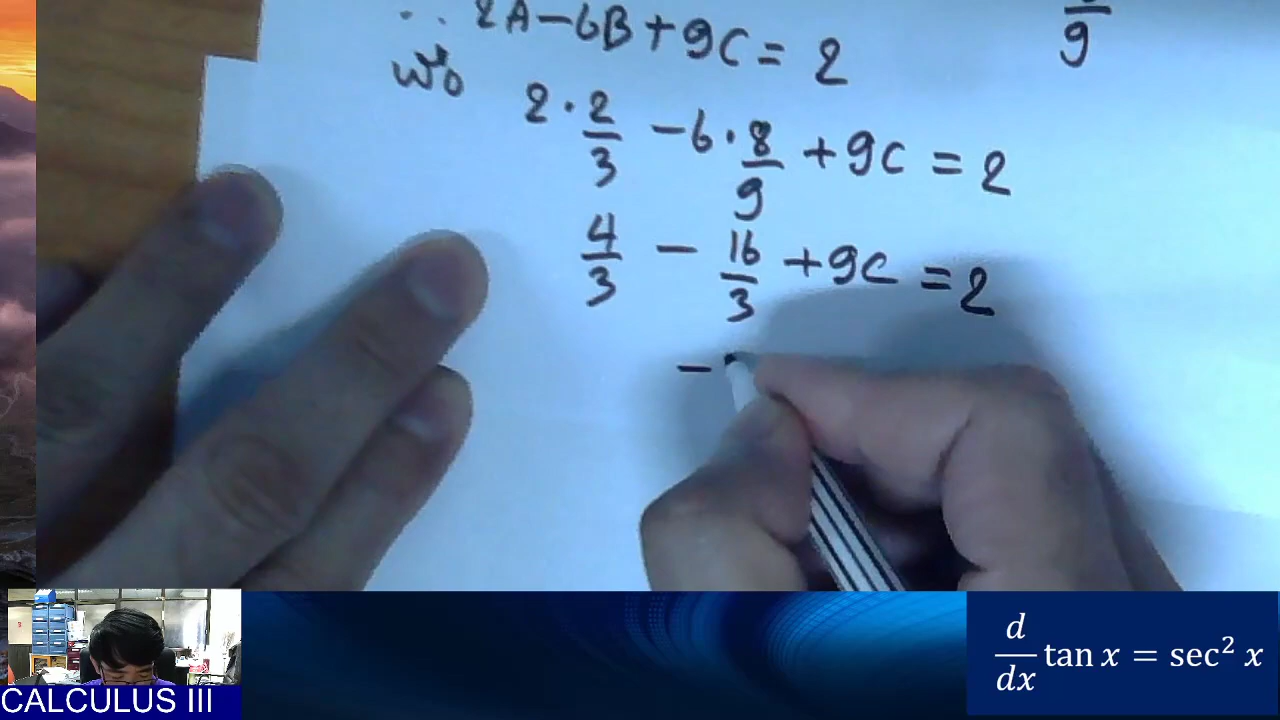 ∴ 2A-6B+9C=2
2·2/3 -6·8/9 +9C=2
4/3 - 16/3 +9C=2
-
9
CALCULUS III
d/dx tan x = sec² x